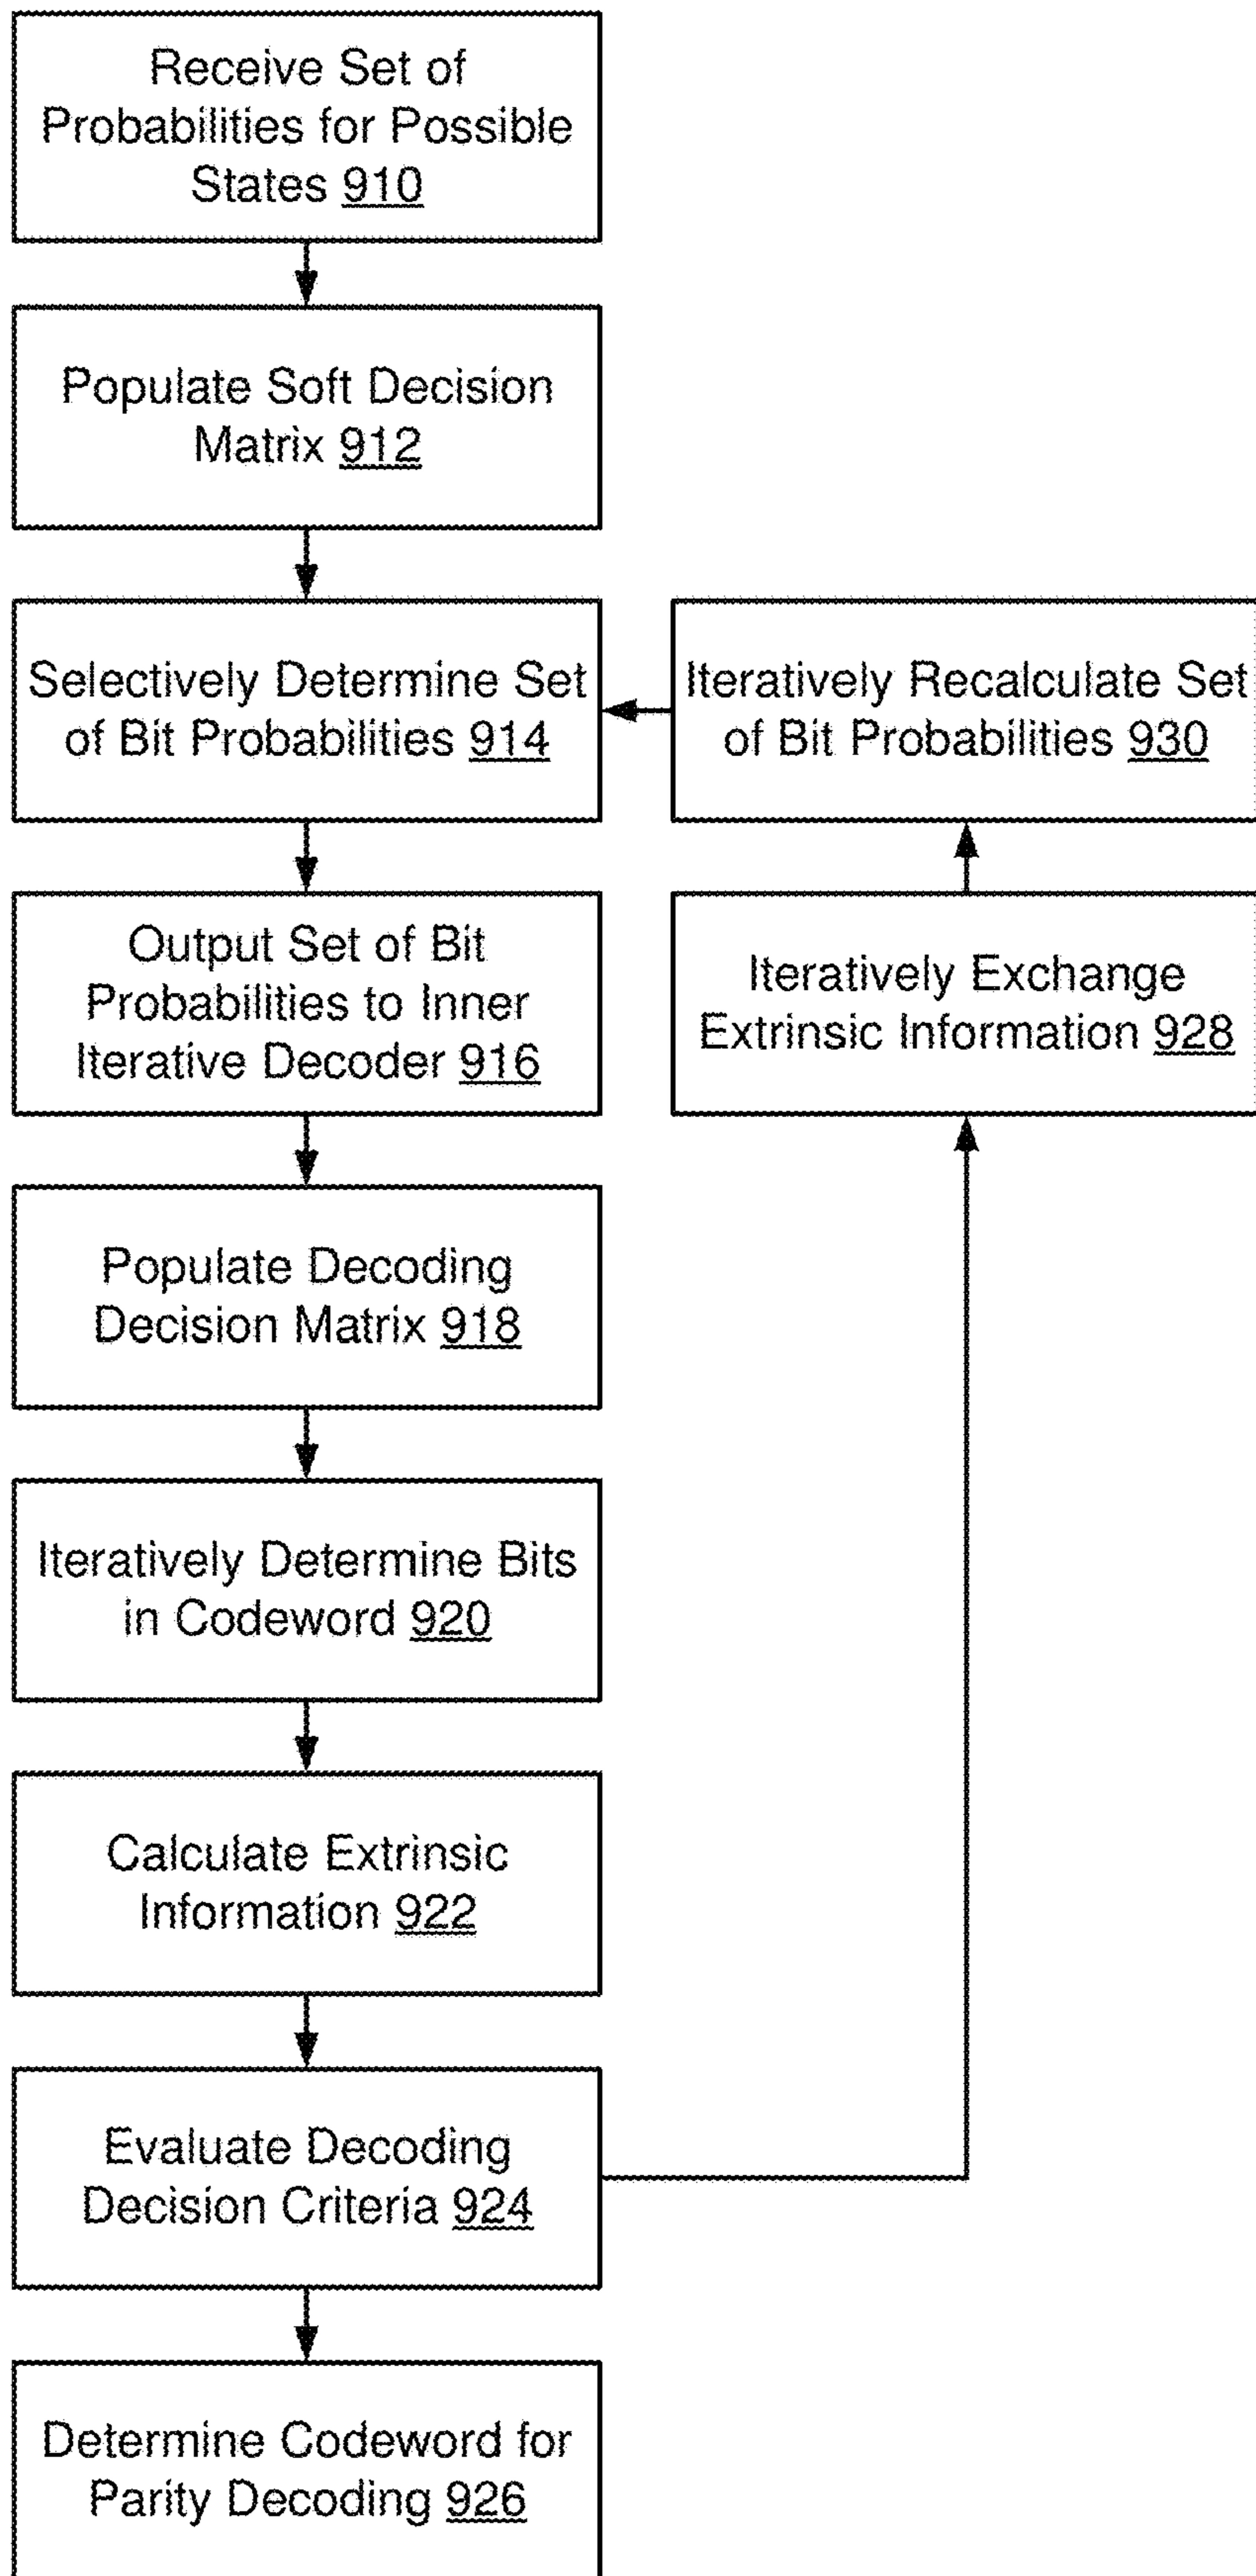 Receive Set of
Probabilities for Possible
States 910
Populate Soft Decision
Matrix 912
Selectively Determine Set
of Bit Probabilities 914
Iteratively Recalculate Set
of Bit Probabilities 930
Output Set of Bit
Probabilities to Inner
Iterative Decoder 916
Iteratively Exchange
Extrinsic Information 928
Populate Decoding
Decision Matrix 918
Iteratively Determine Bits
in Codeword 920
Calculate Extrinsic
Information 922
Evaluate Decoding
Decision Criteria 924
Determine Codeword for
Parity Decoding 926